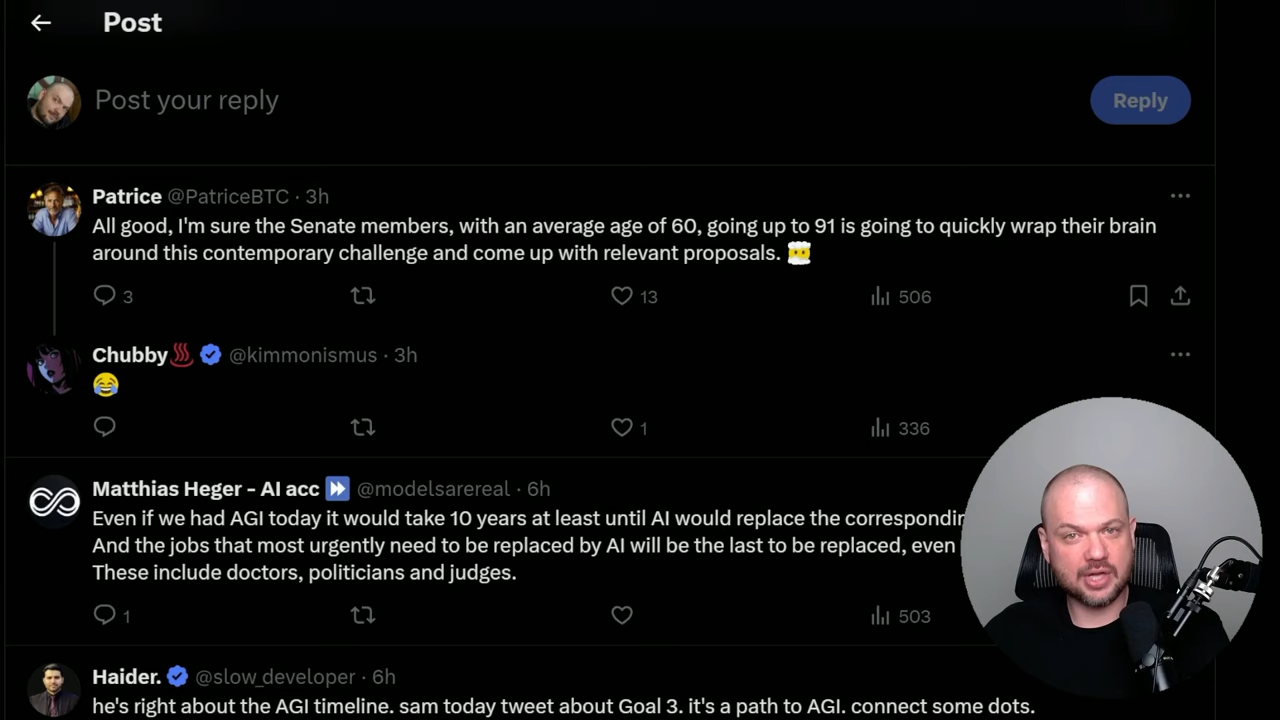 Post
Post your reply
Reply
Patrice @PatriceBTC · 3h
All good, I'm sure the Senate members, with an average age of 60, going up to 91 is going to quickly wrap their brain
around this contemporary challenge and come up with relevant proposals. 😶‍🌫️
3 13 506
Chubby♨️ @kimmonismus · 3h
😂
1 336
Matthias Heger - AI acc ⏩ @modelsarereal · 6h
Even if we had AGI today it would take 10 years at least until AI would replace the
And the jobs that most urgently need to be replaced by AI will be the last to be replaced, even
These include doctors, politicians and judges.
1 503
Haider. @slow_developer · 6h
he's right about the AGI timeline. sam today tweet about Goal 3. it's a path to AGI. connect some dots.